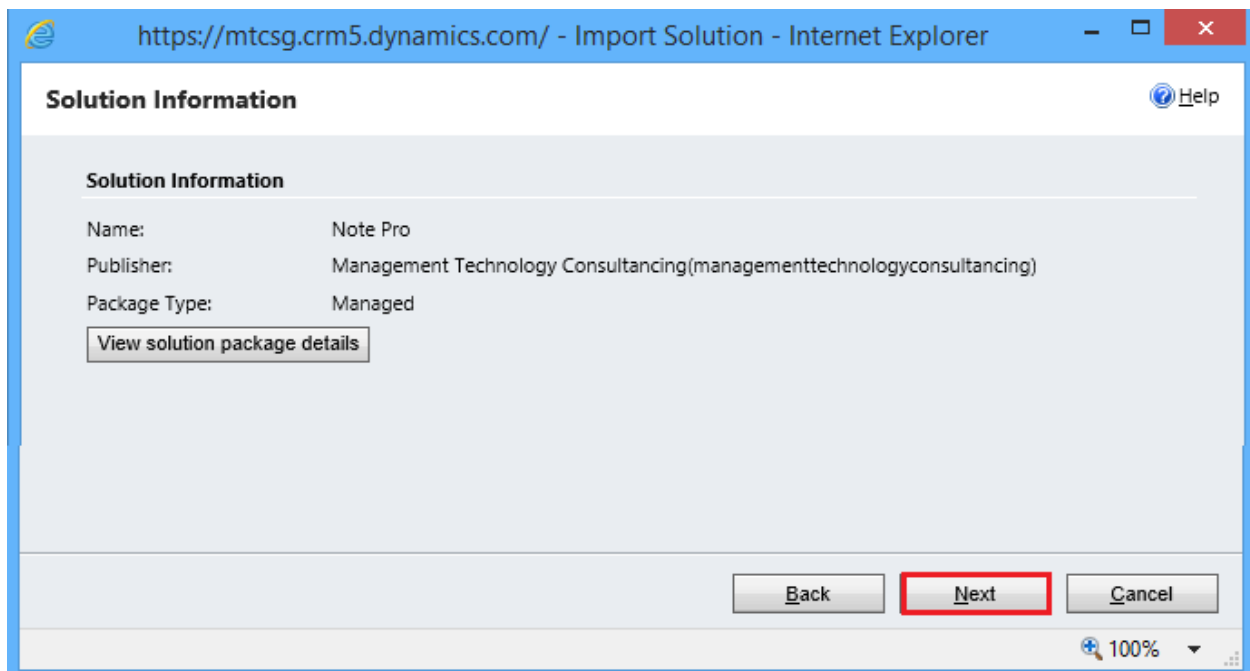 https://mtcsg.crm5.dynamics.com/ - Import Solution - Internet Explorer
Solution Information
Help
Solution Information
Name: Note Pro
Publisher: Management Technology Consultancing(managementtechnologyconsultancing)
Package Type: Managed
View solution package details
Back Next Cancel
100%